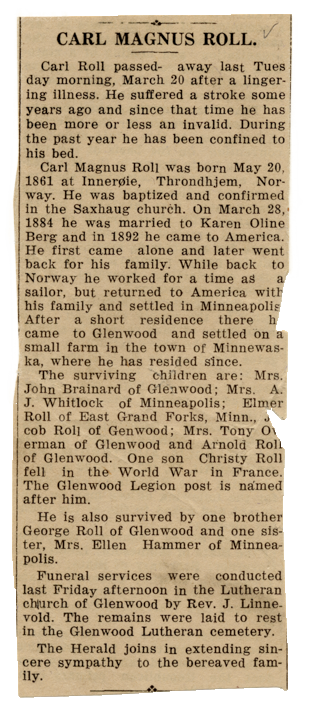 CARL MAGNUS ROLL.
Carl Roll passed- away last Tues
day morning, March 20 after a linger-
ing illness. He suffered a stroke some
years ago and since that time he has
been more or less an invalid. During
the past year he has been confined to
his bed.
Carl Magnus Roll was born May 20,
1861 at Innerøie, Throndhjem, Nor-
way. He was baptized and confirmed
in the Saxhaug church. On March 28,
1884 he was married to Karen Oline
Berg and in 1892 he came to America.
He first came alone and later went
back for his family. While back to
Norway he worked for a time as a
sailor, but returned to America with
his family and settled in Minneapolis
After a short residence there h
came to Glenwood and settled on a
small farm in the town of Minnewas-
ka, where he has resided since.
The surviving children are: Mrs.
John Brainard of Glenwood; Mrs. A.
J. Whitlock of Minneapolis; Elmer
Roll of East Grand Forks, Minn.,
cob Roll of Genwood; Mrs. Tony Ov
erman of Glenwood and Arnold Roll
of Glenwood. One son Christy Roll
fell in the World War in France.
The Glenwood Legion post is named
after him.
He is also survived by one brother
George Roll of Glenwood and one sis-
ter, Mrs. Ellen Hammer of Minnea-
polis.
Funeral services were conducted
last Friday afternoon in the Lutheran
church of Glenwood by Rev. J. Linne-
vold. The remains were laid to rest
in the Glenwood Lutheran cemetery.
The Herald joins in extending sin-
cere sympathy to the bereaved fam-
ily.